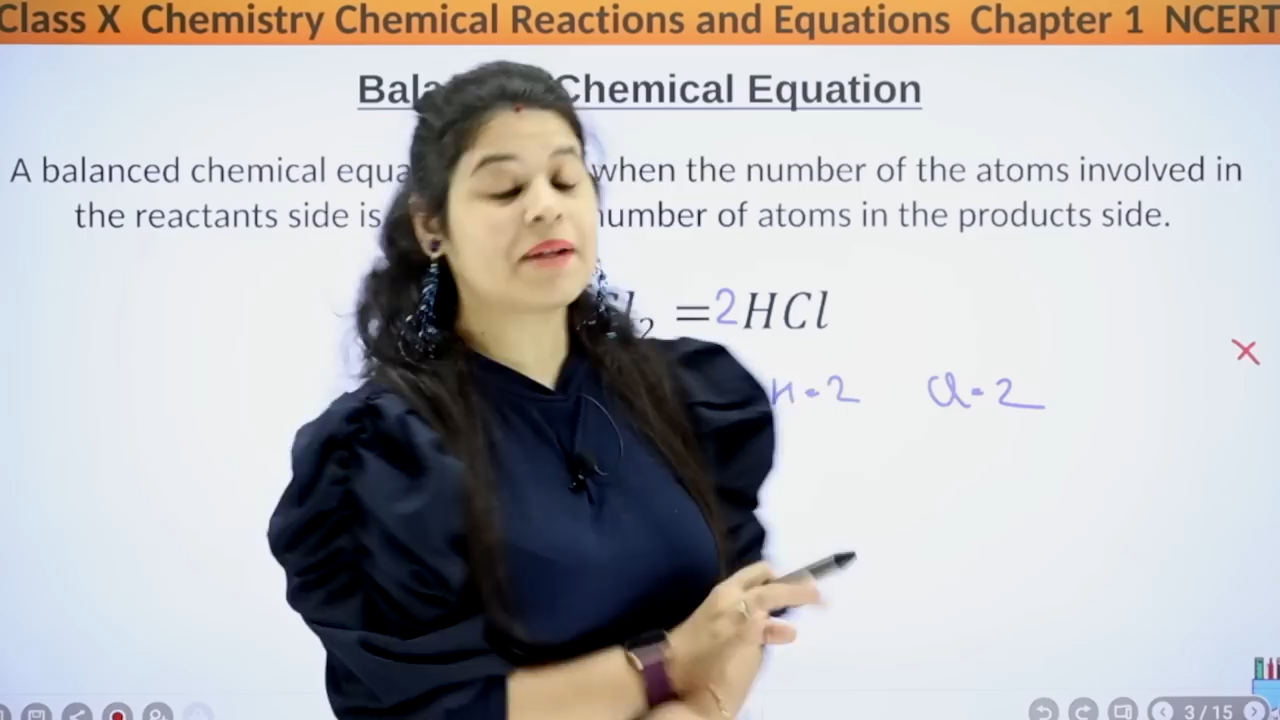 Class X Chemistry Chemical Reactions and Equations Chapter 1 NCERT
Chemical Equation
A balanced chemical when the number of the atoms involved in
the reactants side is number of atoms in the products side.
₂ =2HCl
H=2 Cl=2
3 / 15